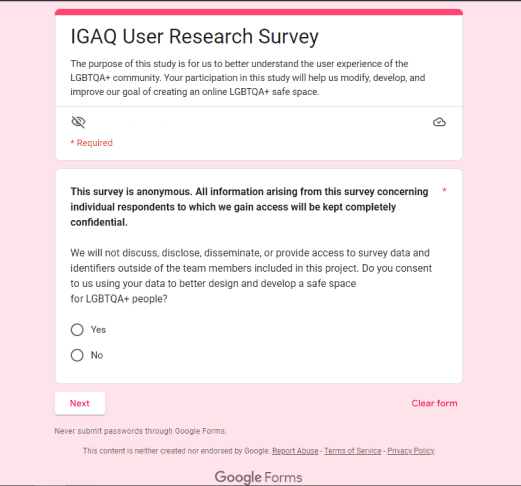 IGAQ User Research Survey
The purpose of this study is for us to better understand the user experience of the
LGBTQA+ community. Your participation in this study will help us modify, develop, and
improve our goal of creating an online LGBTQA+ safe space.
* Required
This survey is anonymous. All information arising from this survey concerning *
individual respondents to which we gain access will be kept completely
confidential.
We will not discuss, disclose, disseminate, or provide access to survey data and
identifiers outside of the team members included in this project. Do you consent
to us using your data to better design and develop a safe space
for LGBTQA+ people?
Yes
No
Next Clear form
Never submit passwords through Google Forms.
This content is neither created nor endorsed by Google. Report Abuse - Terms of Service - Privacy Policy
Google Forms